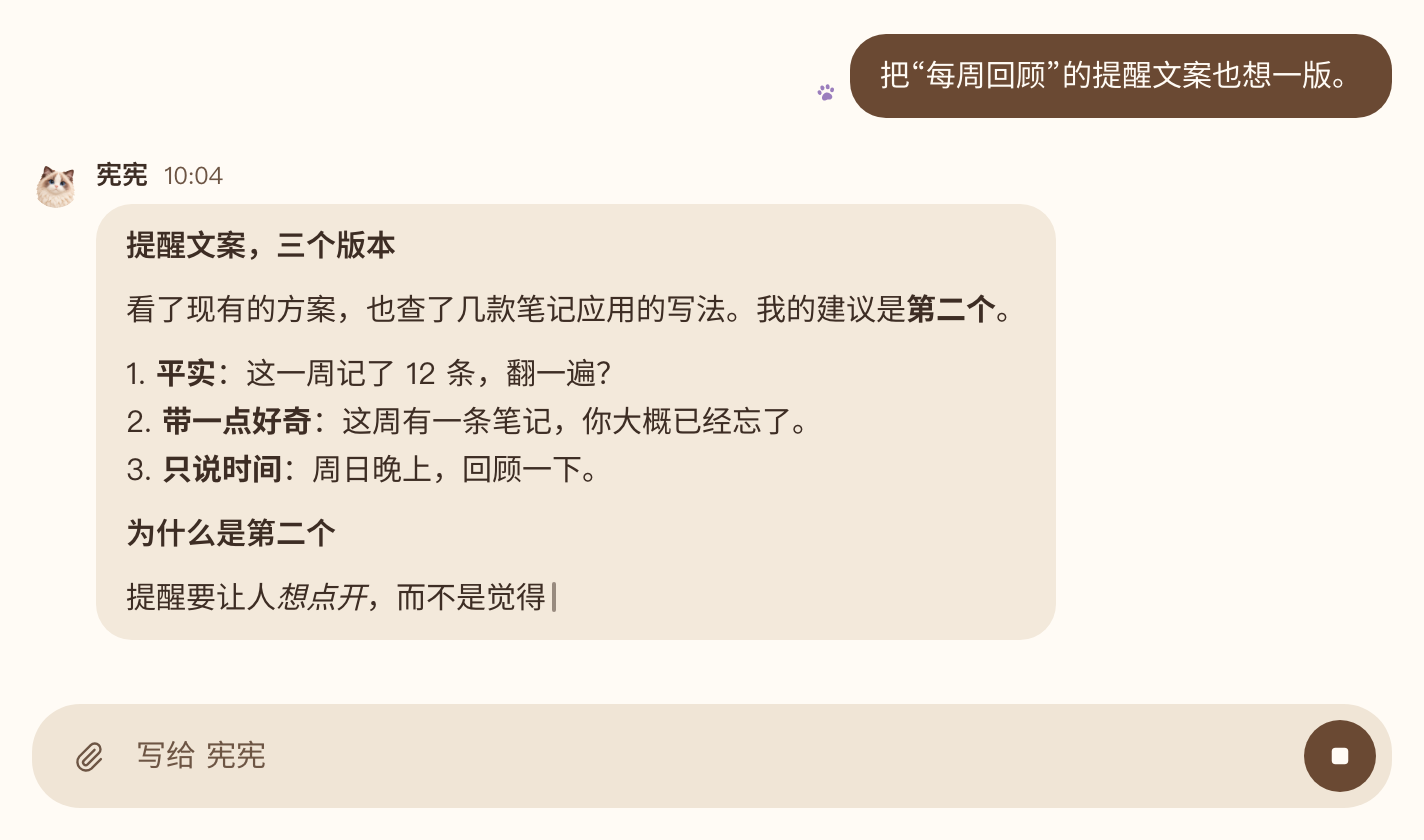 把“每周回顾”的提醒文案也想一版。
宪宪 10:04
提醒文案，三个版本
看了现有的方案，也查了几款笔记应用的写法。我的建议是第二个。
1. 平实：这一周记了 12 条，翻一遍？
2. 带一点好奇：这周有一条笔记，你大概已经忘了。
3. 只说时间：周日晚上，回顾一下。
为什么是第二个
提醒要让人想点开，而不是觉得
写给 宪宪